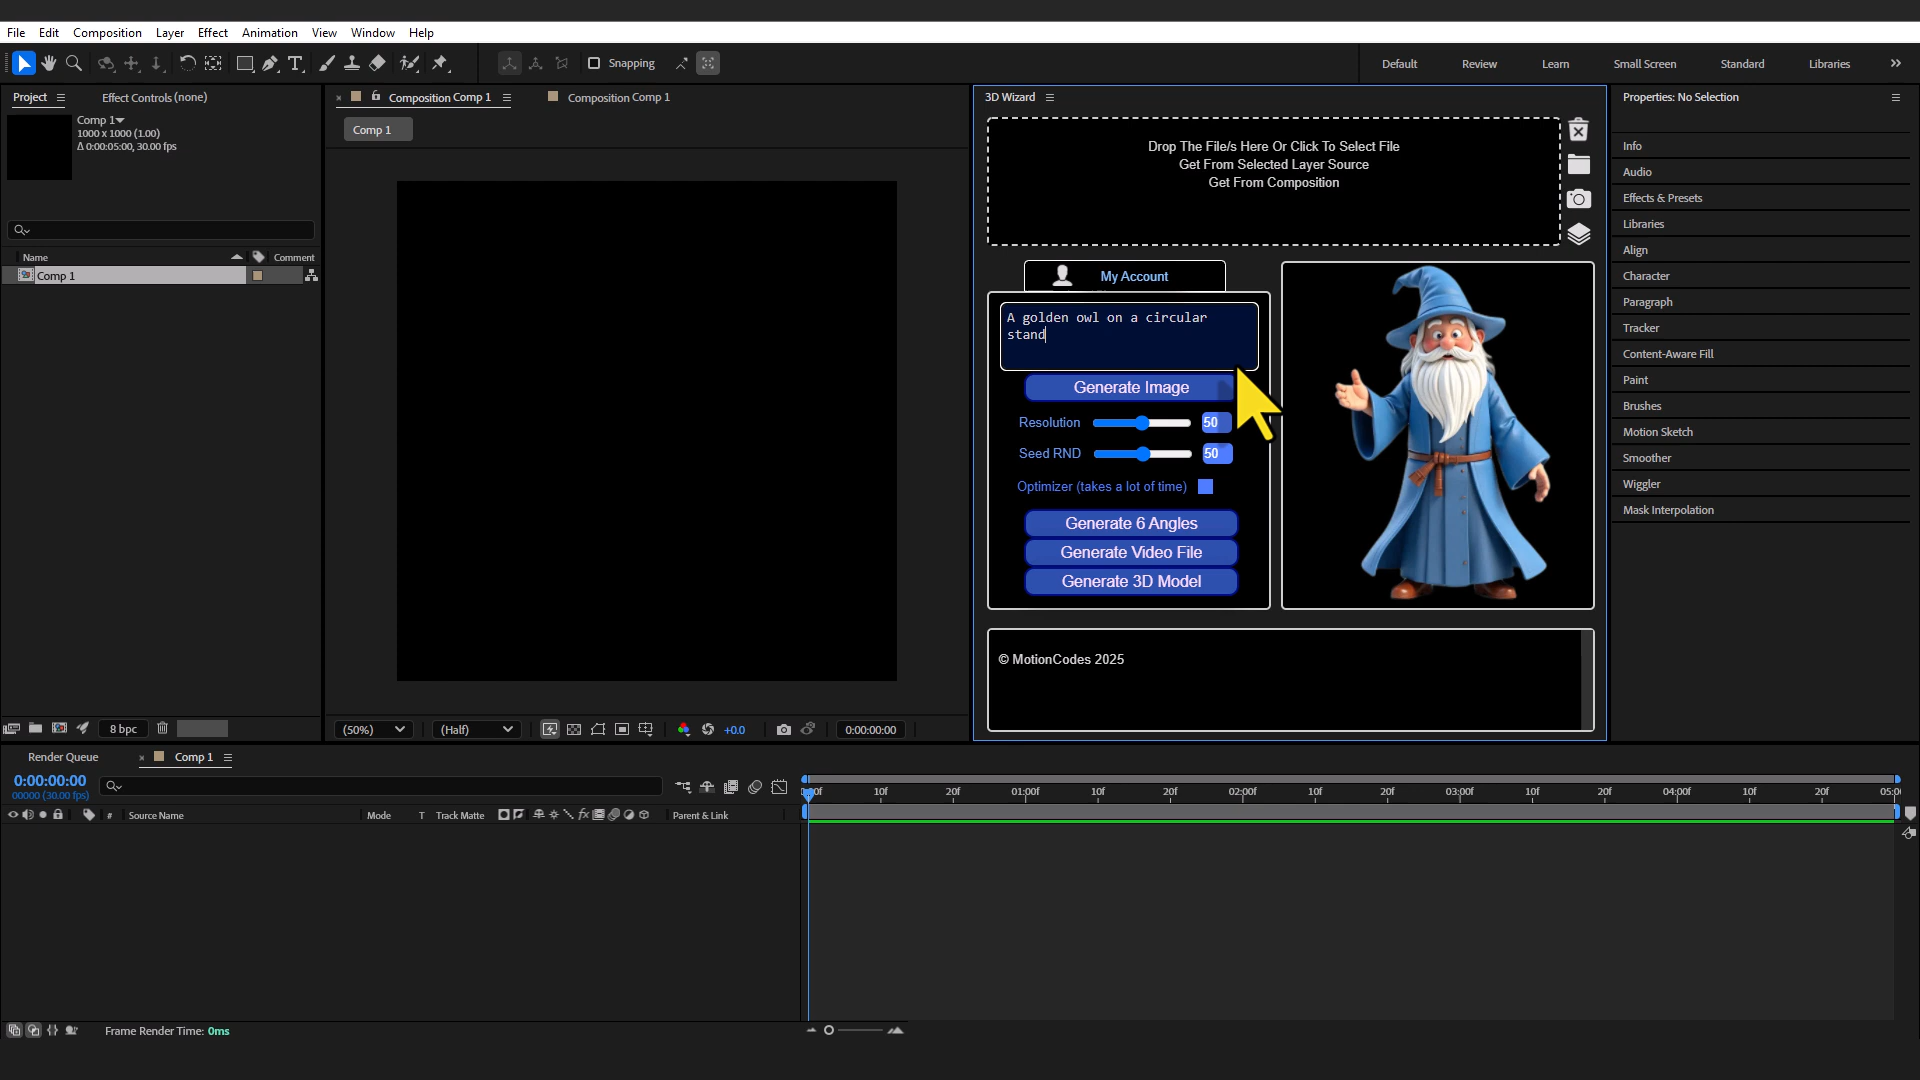 File Edit Composition Layer Effect Animation View Window Help
Snapping
Default Review Learn Small Screen Standard Libraries
Project
Effect Controls (none)
Comp 1
1000 x 1000 (1.00)
Δ 0:00:05:00, 30.00 fps
Name Comment
Comp 1
8 bpc
Composition Comp 1
Composition Comp 1
Comp 1
(50%) (Half) +0.0 0:00:00:00
3D Wizard
Drop The File/s Here Or Click To Select File
Get From Selected Layer Source
Get From Composition
My Account
A golden owl on a circular
stand
Generate Image
Resolution 50
Seed RND 50
Optimizer (takes a lot of time)
Generate 6 Angles
Generate Video File
Generate 3D Model
© MotionCodes 2025
Properties: No Selection
Info
Audio
Effects & Presets
Libraries
Align
Character
Paragraph
Tracker
Content-Aware Fill
Paint
Brushes
Motion Sketch
Smoother
Wiggler
Mask Interpolation
Render Queue
Comp 1
0:00:00:00
00000 (30.00 fps)
# Source Name Mode T Track Matte fx Parent & Link
10f 20f 01:00f 10f 20f 02:00f 10f 20f 03:00f 10f 20f 04:00f 10f 20f
Frame Render Time: 0ms